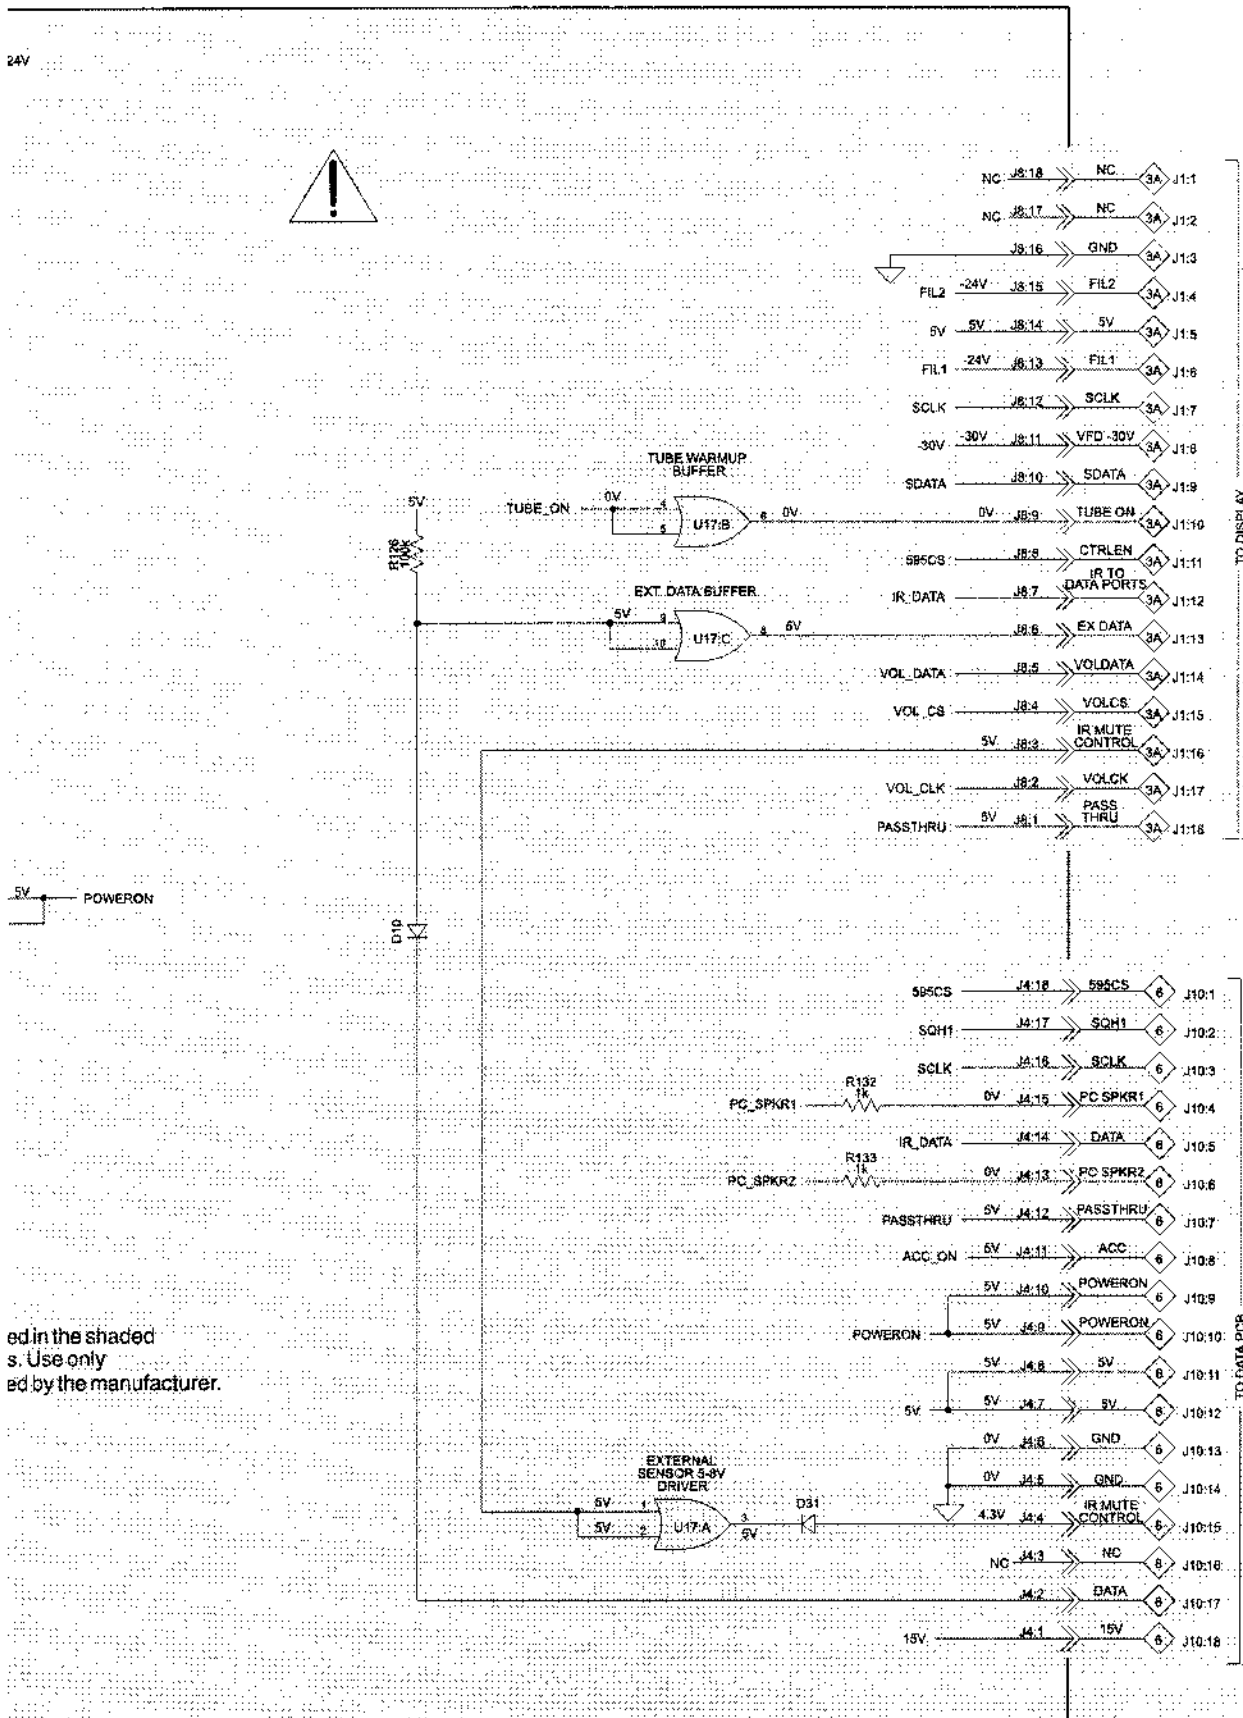 24V
NC J8:18 NC 3A J1:1
NC J8:17 NC 3A J1:2
J8:16 GND 3A J1:3
FIL2 -24V J8:15 FIL2 3A J1:4
5V 5V J8:14 5V 3A J1:5
FIL1 -24V J8:13 FIL1 3A J1:6
SCLK J8:12 SCLK 3A J1:7
-30V -30V J8:11 VFD -30V 3A J1:8
TUBE WARMUP
BUFFER
SDATA J8:10 SDATA 3A J1:9
5V
TUBE_ON 0V 4 5 U17:B 6 0V 0V J8:9 TUBE ON 3A J1:10
R126
100k
595CS J8:8 CTRLEN 3A J1:11
IR_DATA J8:7 IR TO
DATA PORTS 3A J1:12
EXT. DATA BUFFER
5V 9 10 U17:C 8 5V J8:6 EX DATA 3A J1:13
VOL_DATA J8:5 VOLDATA 3A J1:14
VOL_CS J8:4 VOLCS 3A J1:15
5V J8:3 IR MUTE
CONTROL 3A J1:16
VOL_CLK J8:2 VOLCK 3A J1:17
PASSTHRU 5V J8:1 PASS
THRU 3A J1:18
TO DISPLAY
5V POWERON
D10
595CS J4:18 595CS 6 J10:1
SQH1 J4:17 SQH1 6 J10:2
SCLK J4:16 SCLK 6 J10:3
PC_SPKR1 R132
1k 0V J4:15 PC SPKR1 6 J10:4
IR_DATA J4:14 DATA 6 J10:5
PC_SPKR2 R133
1k 0V J4:13 PC SPKR2 6 J10:6
PASSTHRU 5V J4:12 PASSTHRU 6 J10:7
ACC_ON 5V J4:11 ACC 6 J10:8
5V J4:10 POWERON 6 J10:9
POWERON 5V J4:9 POWERON 6 J10:10
5V J4:8 5V 6 J10:11
5V 5V J4:7 5V 6 J10:12
0V J4:6 GND 6 J10:13
0V J4:5 GND 6 J10:14
EXTERNAL
SENSOR 5-8V
DRIVER
5V 1 5V 2 U17:A 3 5V D31 4.3V J4:4 IR MUTE
CONTROL 6 J10:15
NC J4:3 NC 6 J10:16
J4:2 DATA 6 J10:17
15V J4:1 15V 6 J10:18
TO DATA PCB
ed in the shaded
s. Use only
ed by the manufacturer.